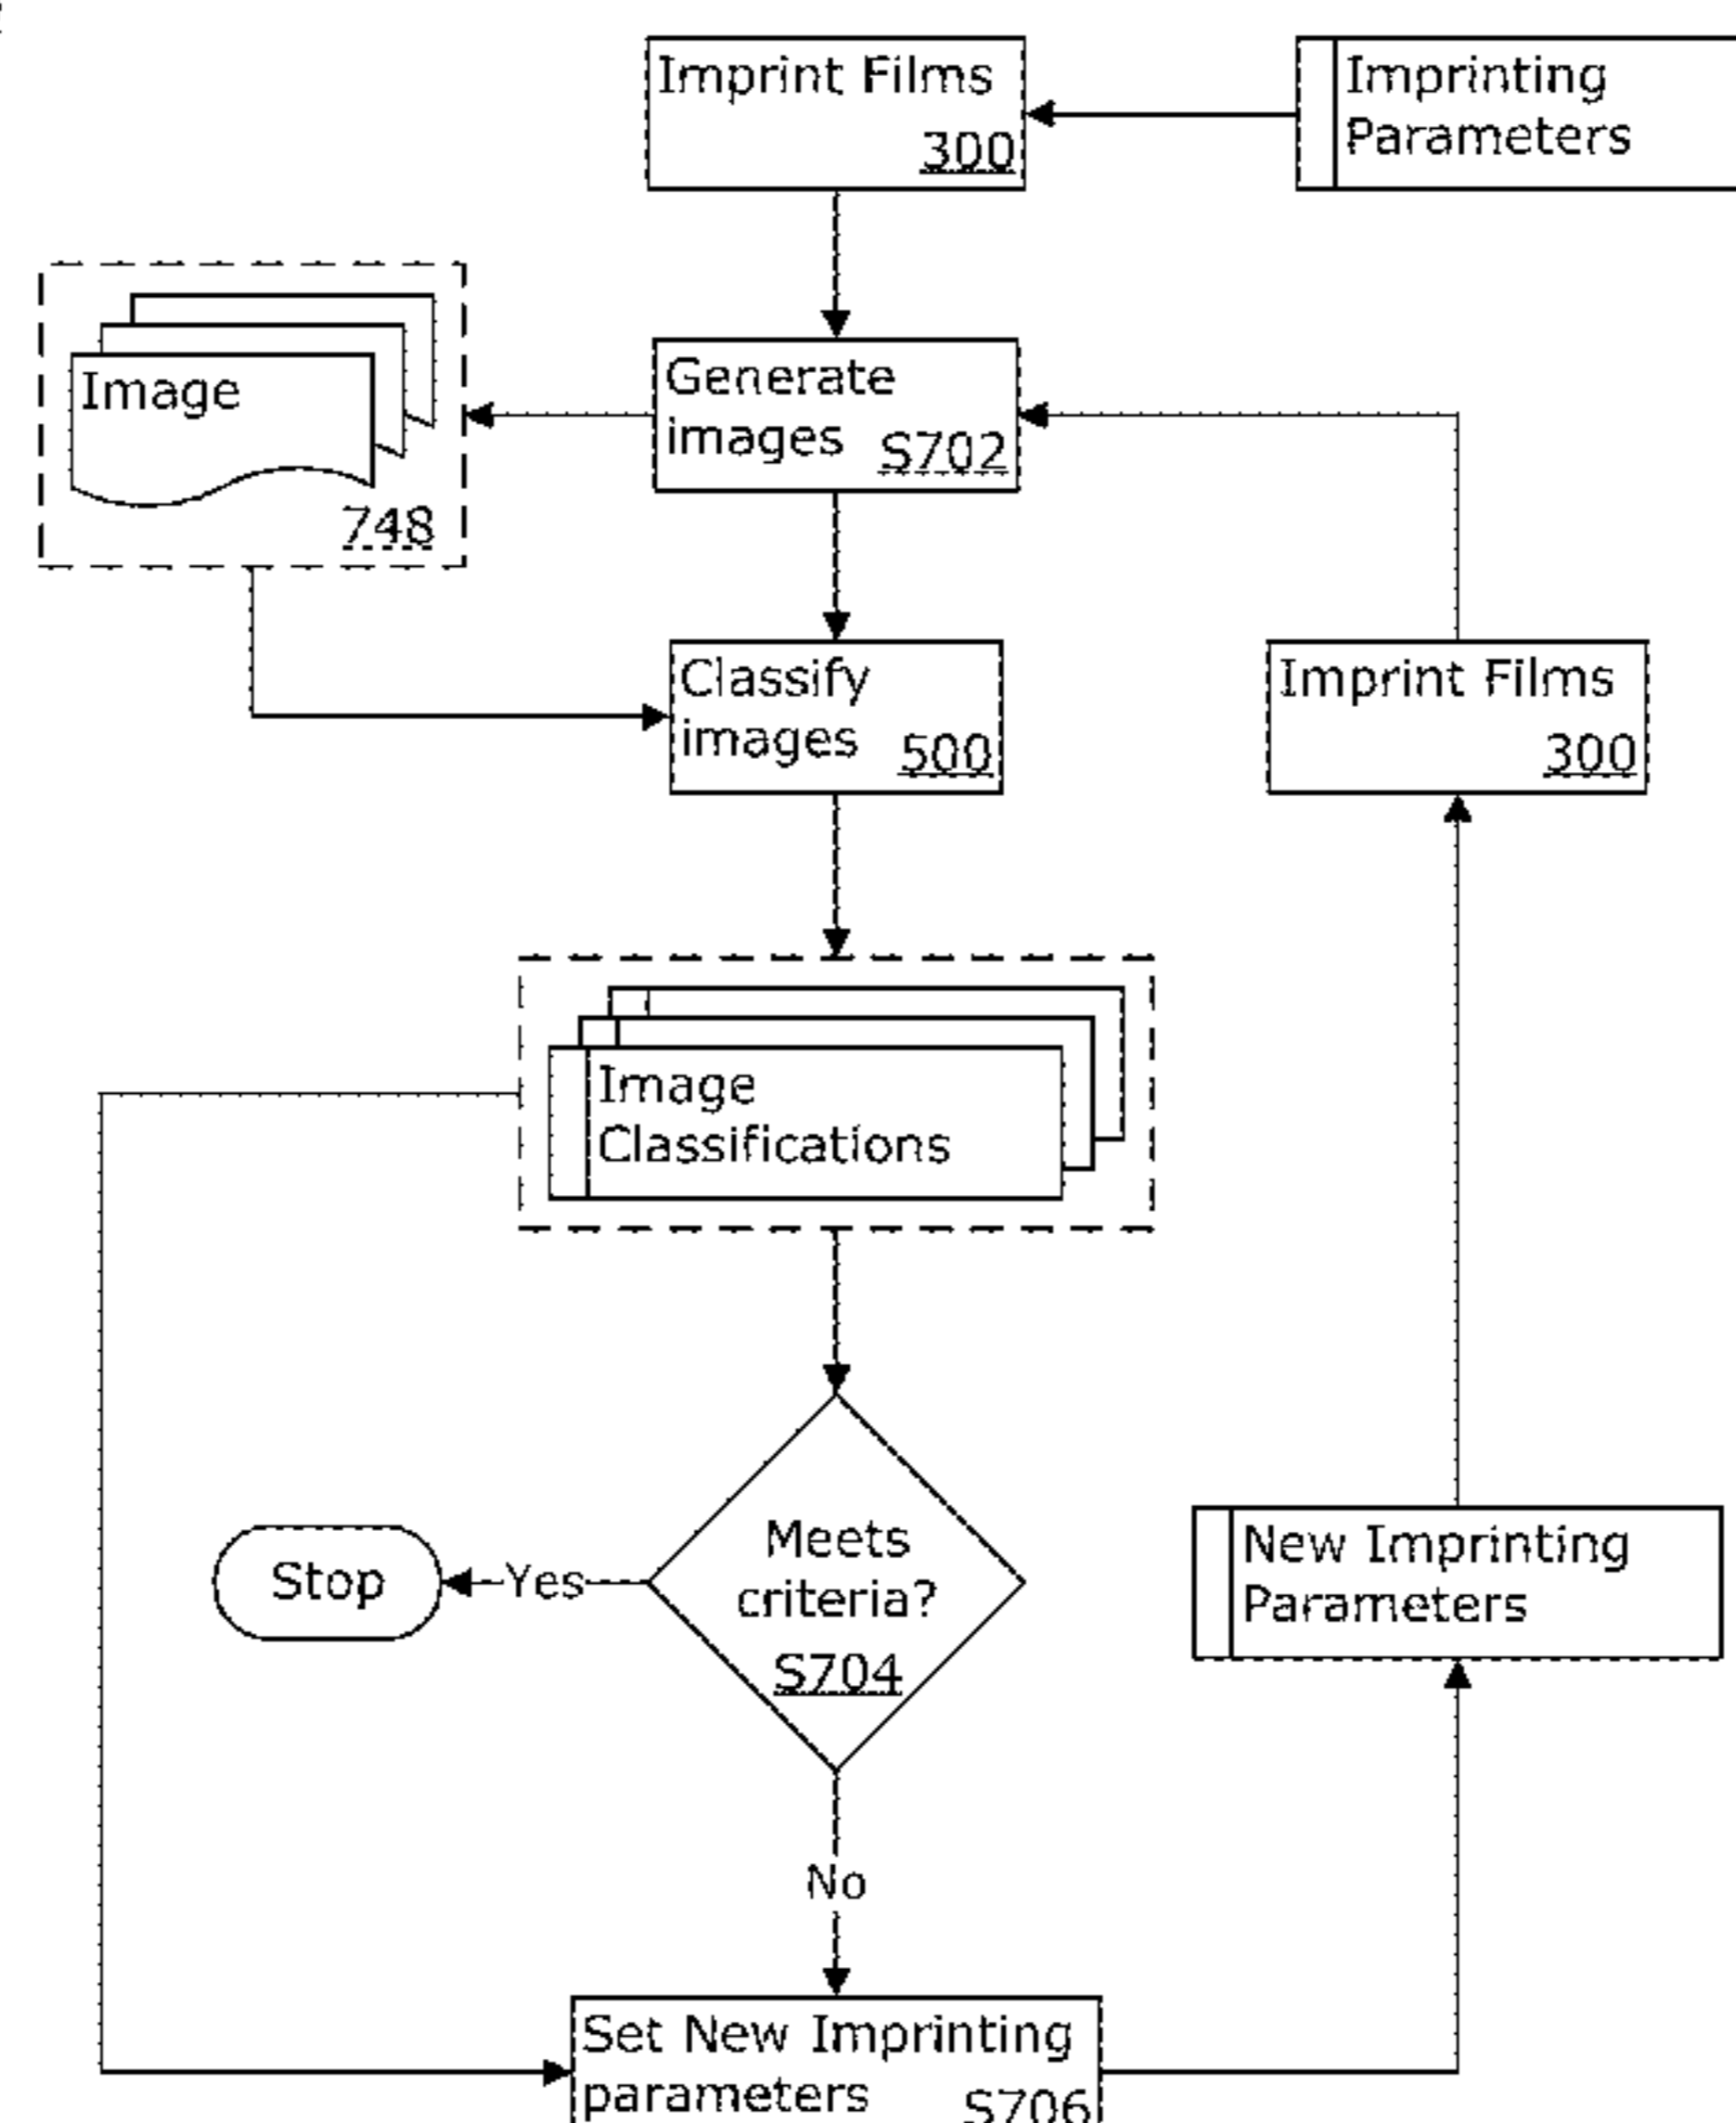 Imprint Films
300
Imprinting
Parameters
Image
748
Generate
images S702
Classify
images 500
Imprint Films
300
Image
Classifications
Meets
criteria?
S704
Yes
Stop
No
New Imprinting
Parameters
Set New Imprinting
parameters S706